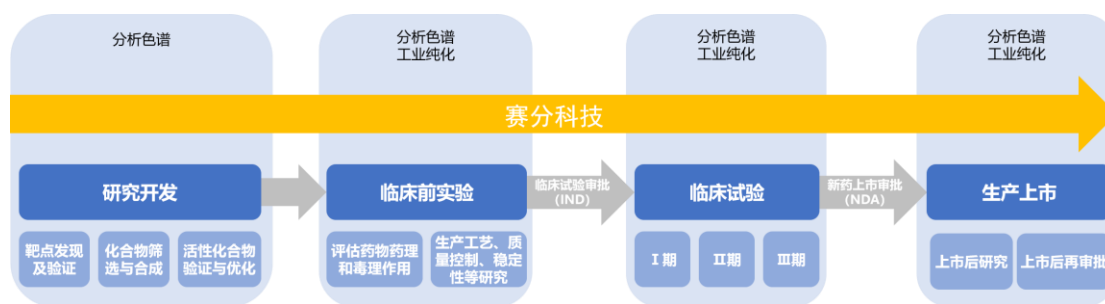 分析色谱
分析色谱
工业纯化
分析色谱
工业纯化
分析色谱
工业纯化
赛分科技
研究开发
临床前实验
临床试验审批
（IND）
临床试验
新药上市审批
（NDA）
生产上市
靶点发现
及验证
化合物筛
选与合成
活性化合物
验证与优化
评估药物药理
和毒理作用
生产工艺、质
量控制、稳定
性等研究
Ⅰ期
Ⅱ期
Ⅲ期
上市后研究
上市后再审批